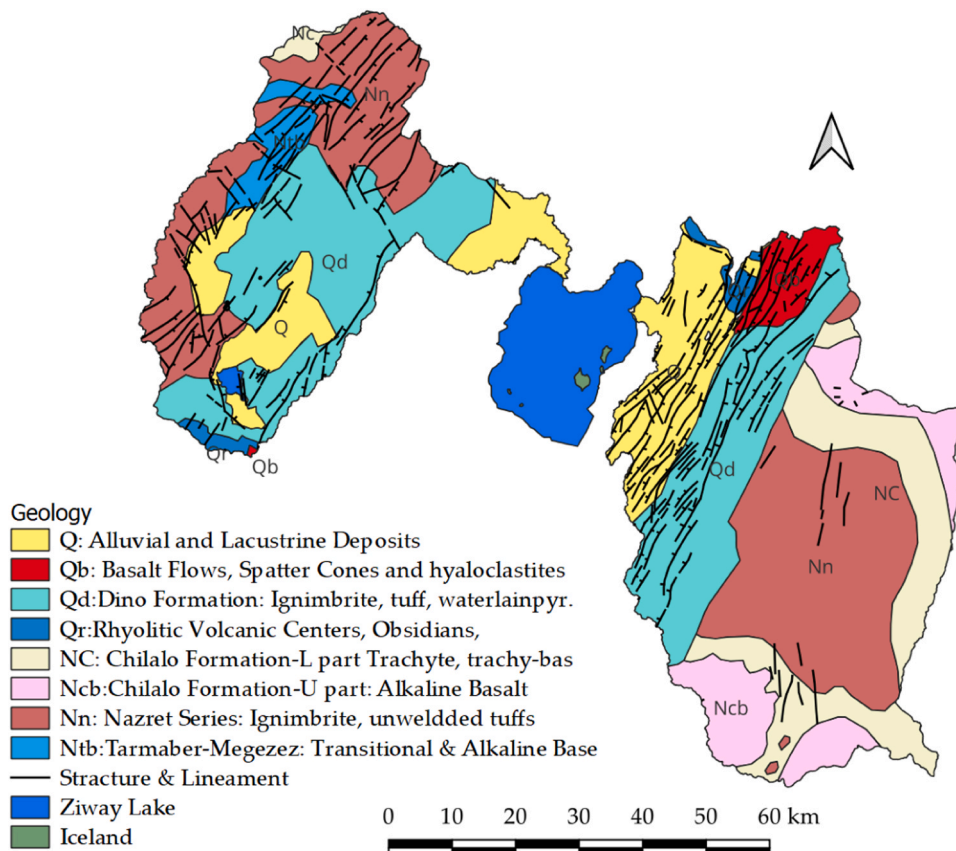 Nc
Nn
Ntb
Qd
Q
Qr
Qb
Qd
NC
Nn
Ncb
Geology
Q: Alluvial and Lacustrine Deposits
Qb: Basalt Flows, Spatter Cones and hyaloclastites
Qd:Dino Formation: Ignimbrite, tuff, waterlainpyr.
Qr:Rhyolitic Volcanic Centers, Obsidians,
NC: Chilalo Formation-L part Trachyte, trachy-bas
Ncb:Chilalo Formation-U part: Alkaline Basalt
Nn: Nazret Series: Ignimbrite, unweldded tuffs
Ntb:Tarmaber-Megezez: Transitional & Alkaline Base
Stracture & Lineament
Ziway Lake
Iceland
0 10 20 30 40 50 60 km